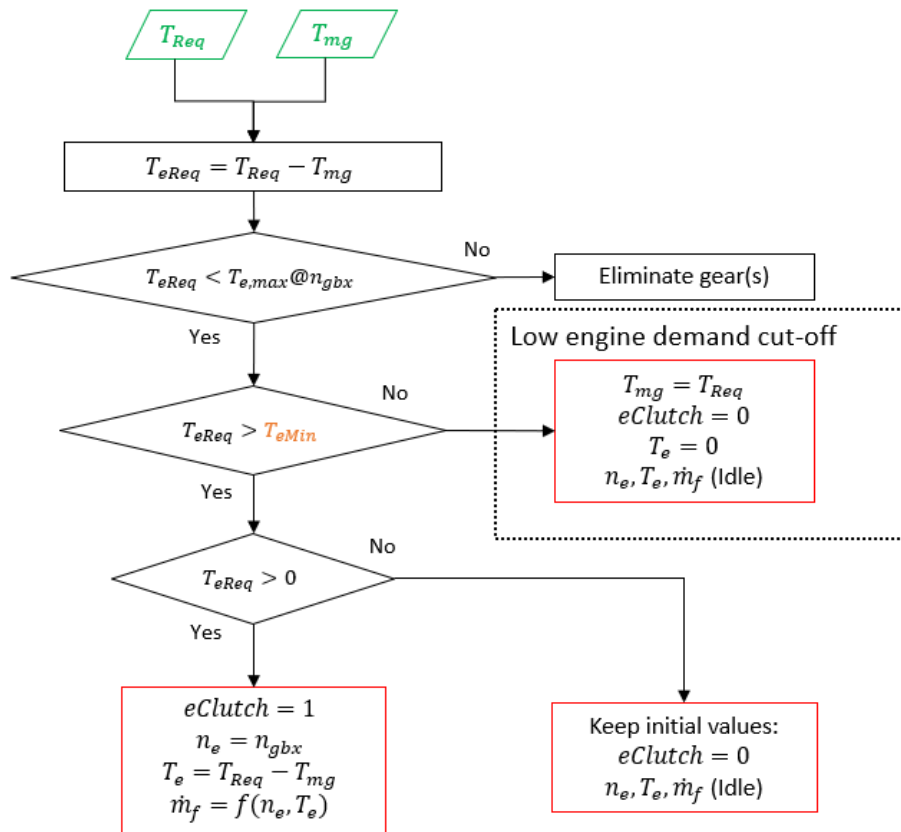 T_Req
T_mg
T_eReq = T_Req − T_mg
No
T_eReq < T_e,max@n_gbx
Eliminate gear(s)
Yes
Low engine demand cut-off
No
T_mg = T_Req
eClutch = 0
T_e = 0
n_e, T_e, ṁ_f (Idle)
T_eReq > T_eMin
Yes
No
T_eReq > 0
Yes
eClutch = 1
n_e = n_gbx
T_e = T_Req − T_mg
ṁ_f = f(n_e, T_e)
Keep initial values:
eClutch = 0
n_e, T_e, ṁ_f (Idle)